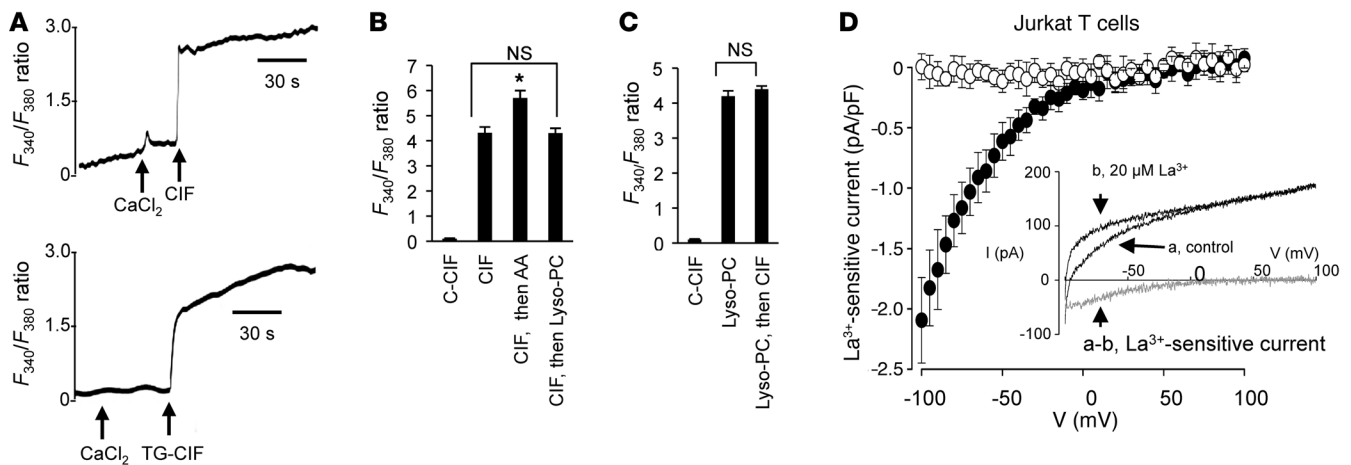 A
3.0
1.5
0
F340/F380 ratio
30 s
CaCl2
CIF
3.0
1.5
0
F340/F380 ratio
30 s
CaCl2
TG-CIF
B
NS
*
7
6
5
4
3
2
1
0
F340/F380 ratio
C-CIF
CIF
CIF, then AA
CIF, then Lyso-PC
C
NS
5
4
3
2
1
0
F340/F380 ratio
C-CIF
Lyso-PC
Lyso-PC, then CIF
D
Jurkat T cells
0
-0.5
-1.0
-1.5
-2.0
-2.5
La3+-sensitive current (pA/pF)
-100
-50
0
50
100
V (mV)
200
100
0
-100
I (pA)
b, 20 µM La3+
a, control
V (mV)
-50
0
50
100
a-b, La3+-sensitive current